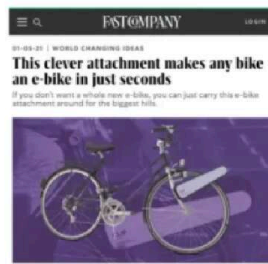 FAST COMPANY
LOGIN
01-05-21 | WORLD CHANGING IDEAS
This clever attachment makes any bike
an e-bike in just seconds
If you don't want a whole new e-bike, you can just carry this e-bike
attachment around for the biggest hills.